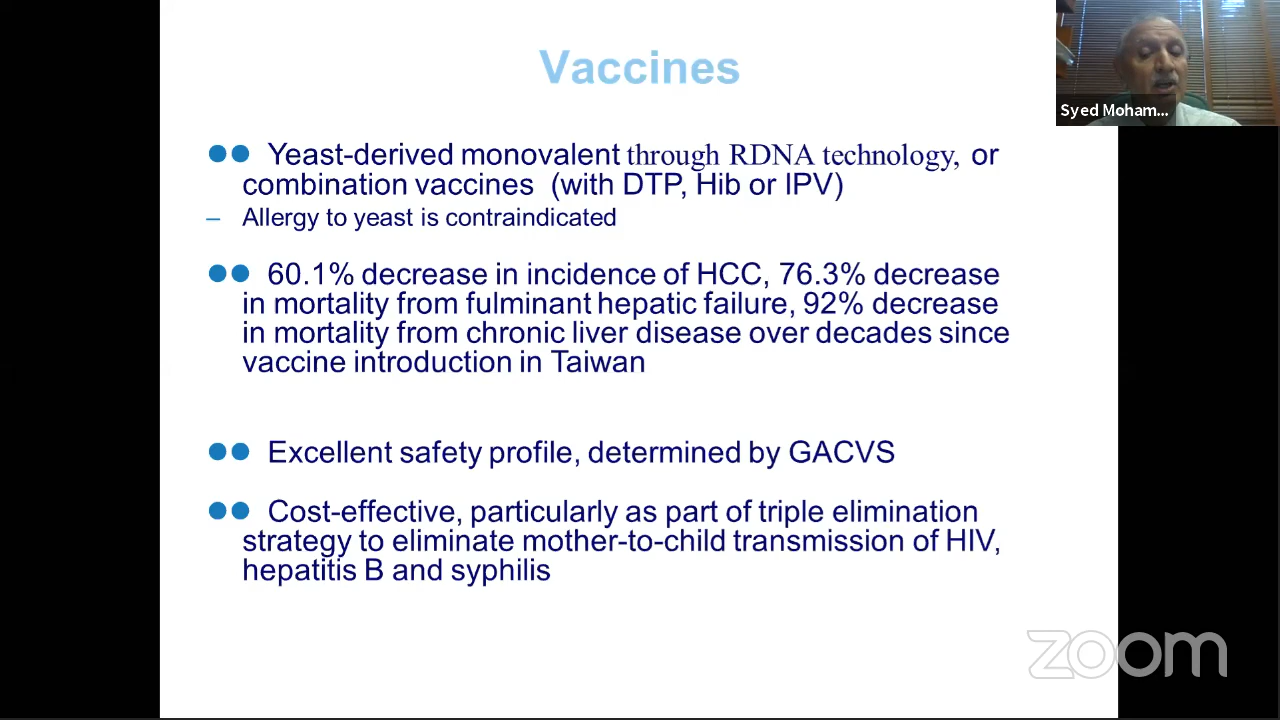 Vaccines
Syed Moham...
Yeast-derived monovalent through RDNA technology, or
combination vaccines (with DTP, Hib or IPV)
– Allergy to yeast is contraindicated
60.1% decrease in incidence of HCC, 76.3% decrease
in mortality from fulminant hepatic failure, 92% decrease
in mortality from chronic liver disease over decades since
vaccine introduction in Taiwan
Excellent safety profile, determined by GACVS
Cost-effective, particularly as part of triple elimination
strategy to eliminate mother-to-child transmission of HIV,
hepatitis B and syphilis
zoom